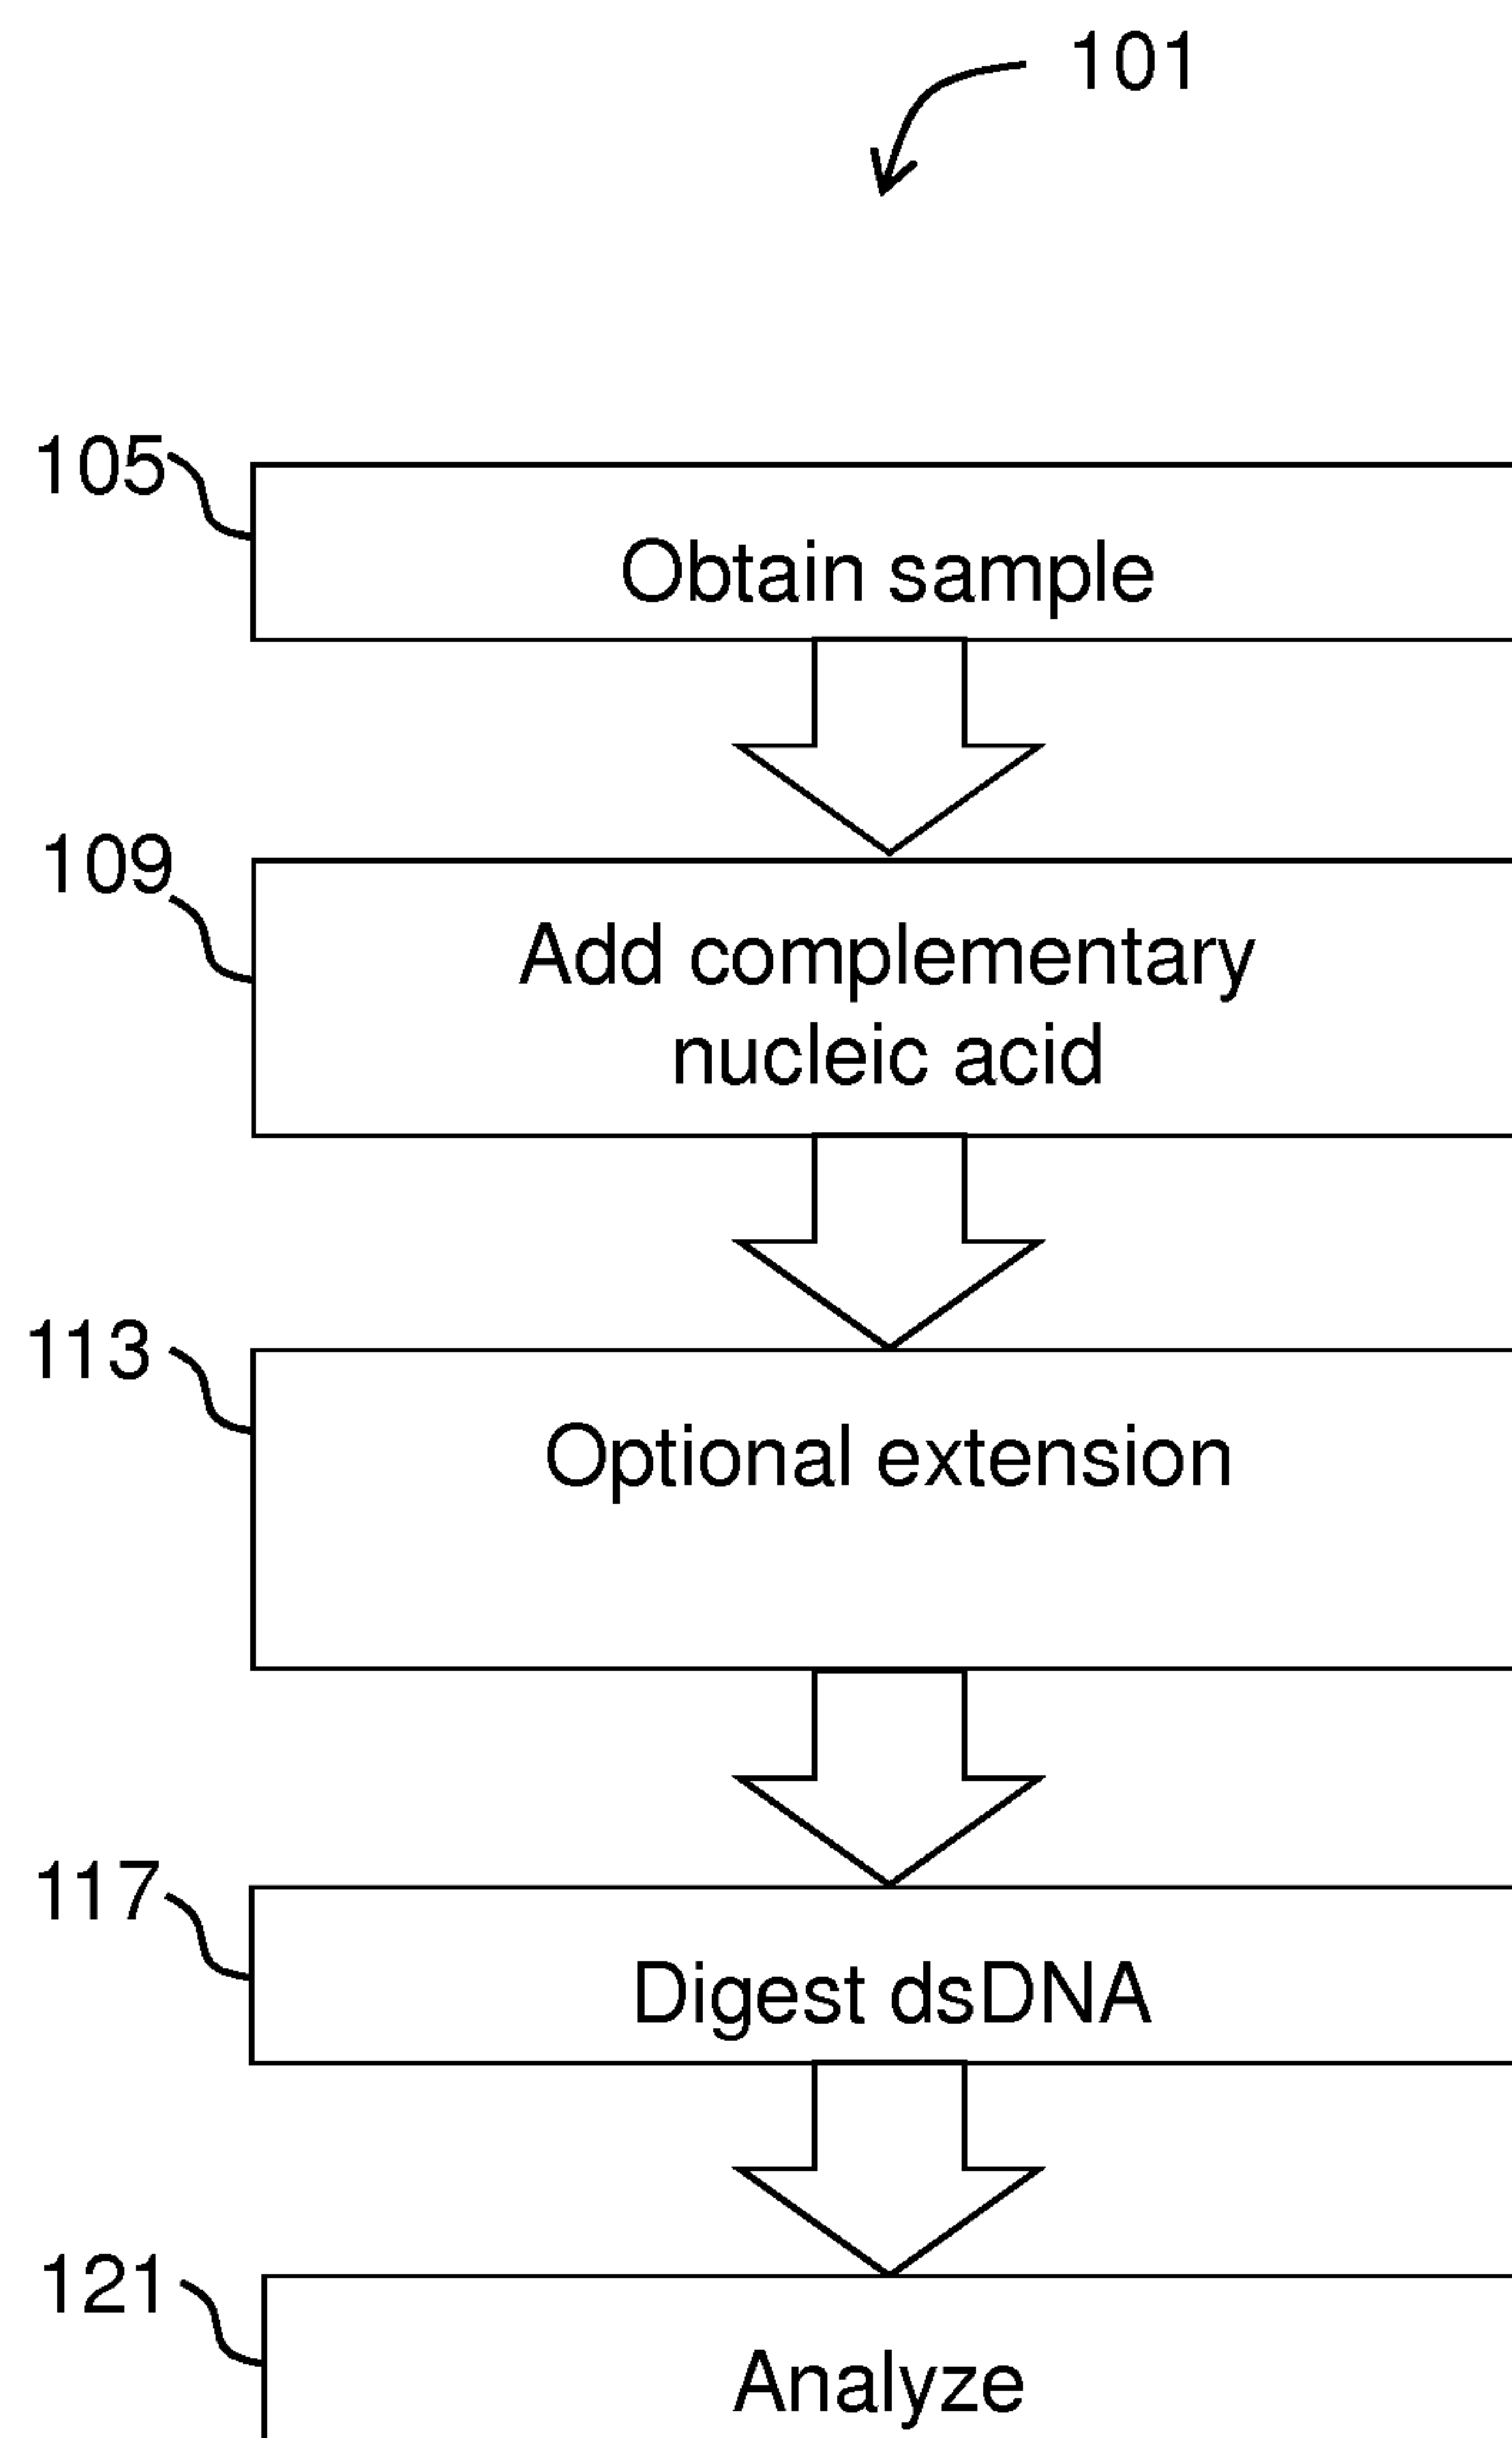 101
105
Obtain sample
109
Add complementary
nucleic acid
113
Optional extension
117
Digest dsDNA
121
Analyze